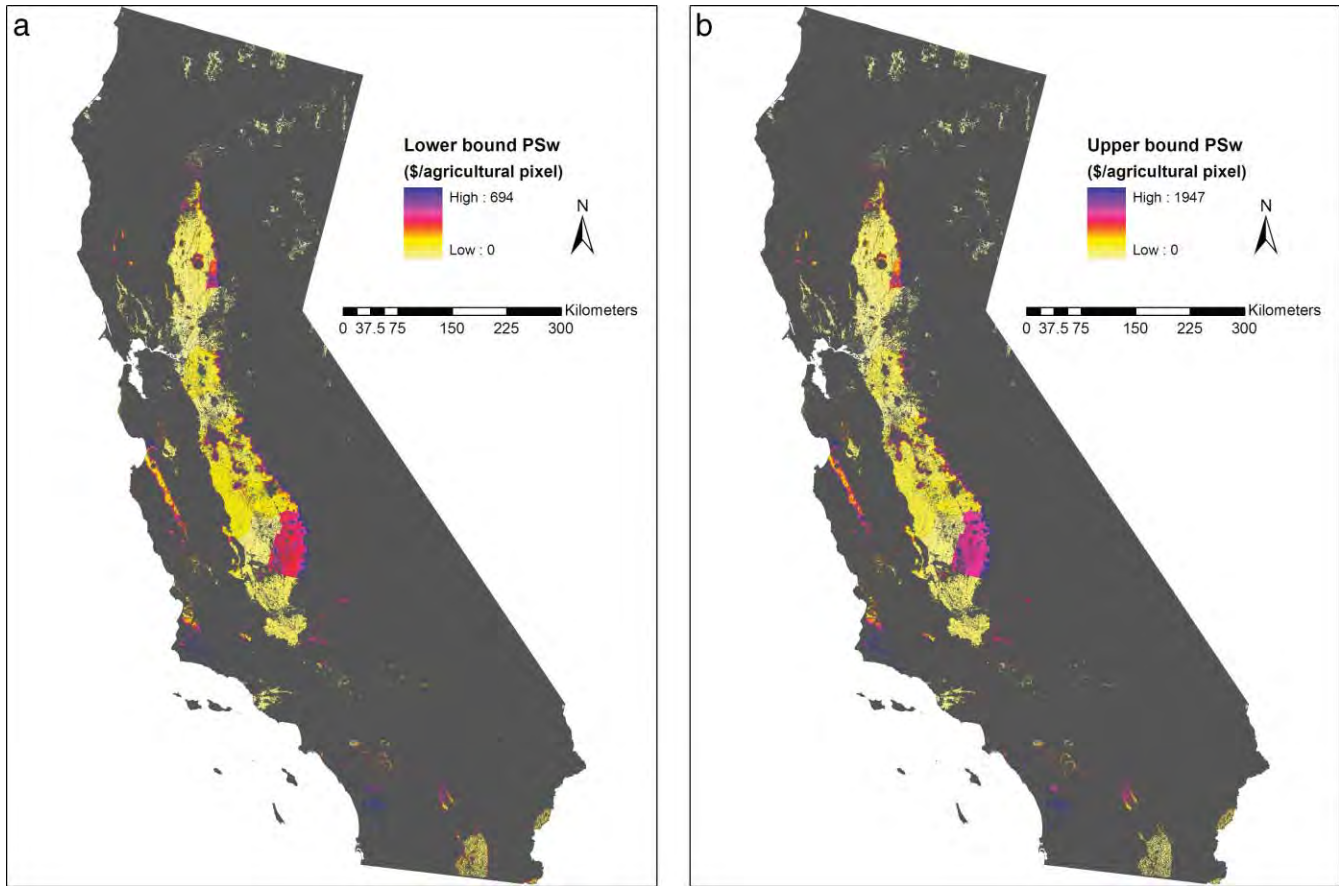 a
Lower bound PSw
($/agricultural pixel)
High : 694
Low : 0
N
Kilometers
0 37.5 75 150 225 300
b
Upper bound PSw
($/agricultural pixel)
High : 1947
Low : 0
N
Kilometers
0 37.5 75 150 225 300